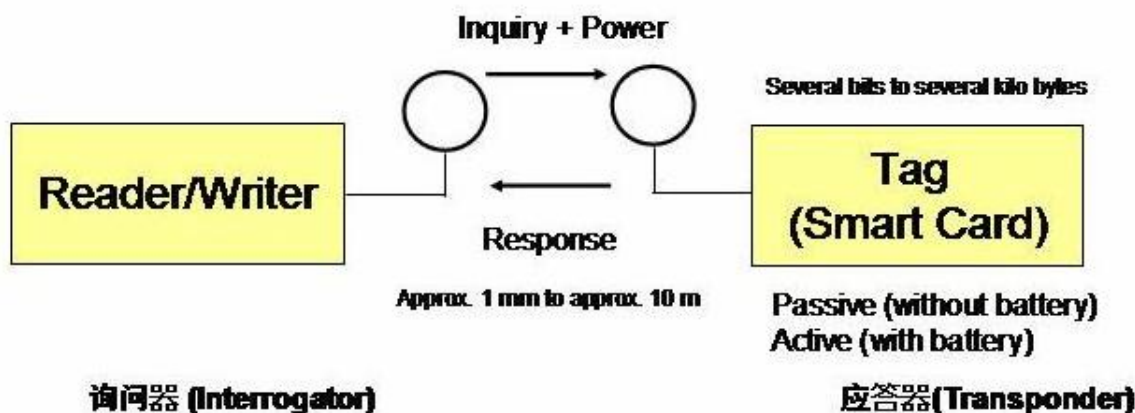 Inquiry + Power
Several bits to several kilo bytes
Reader/Writer
Tag
(Smart Card)
Response
Approx. 1 mm to approx. 10 m
Passive (without battery)
Active (with battery)
询问器 (Interrogator)
应答器(Transponder)